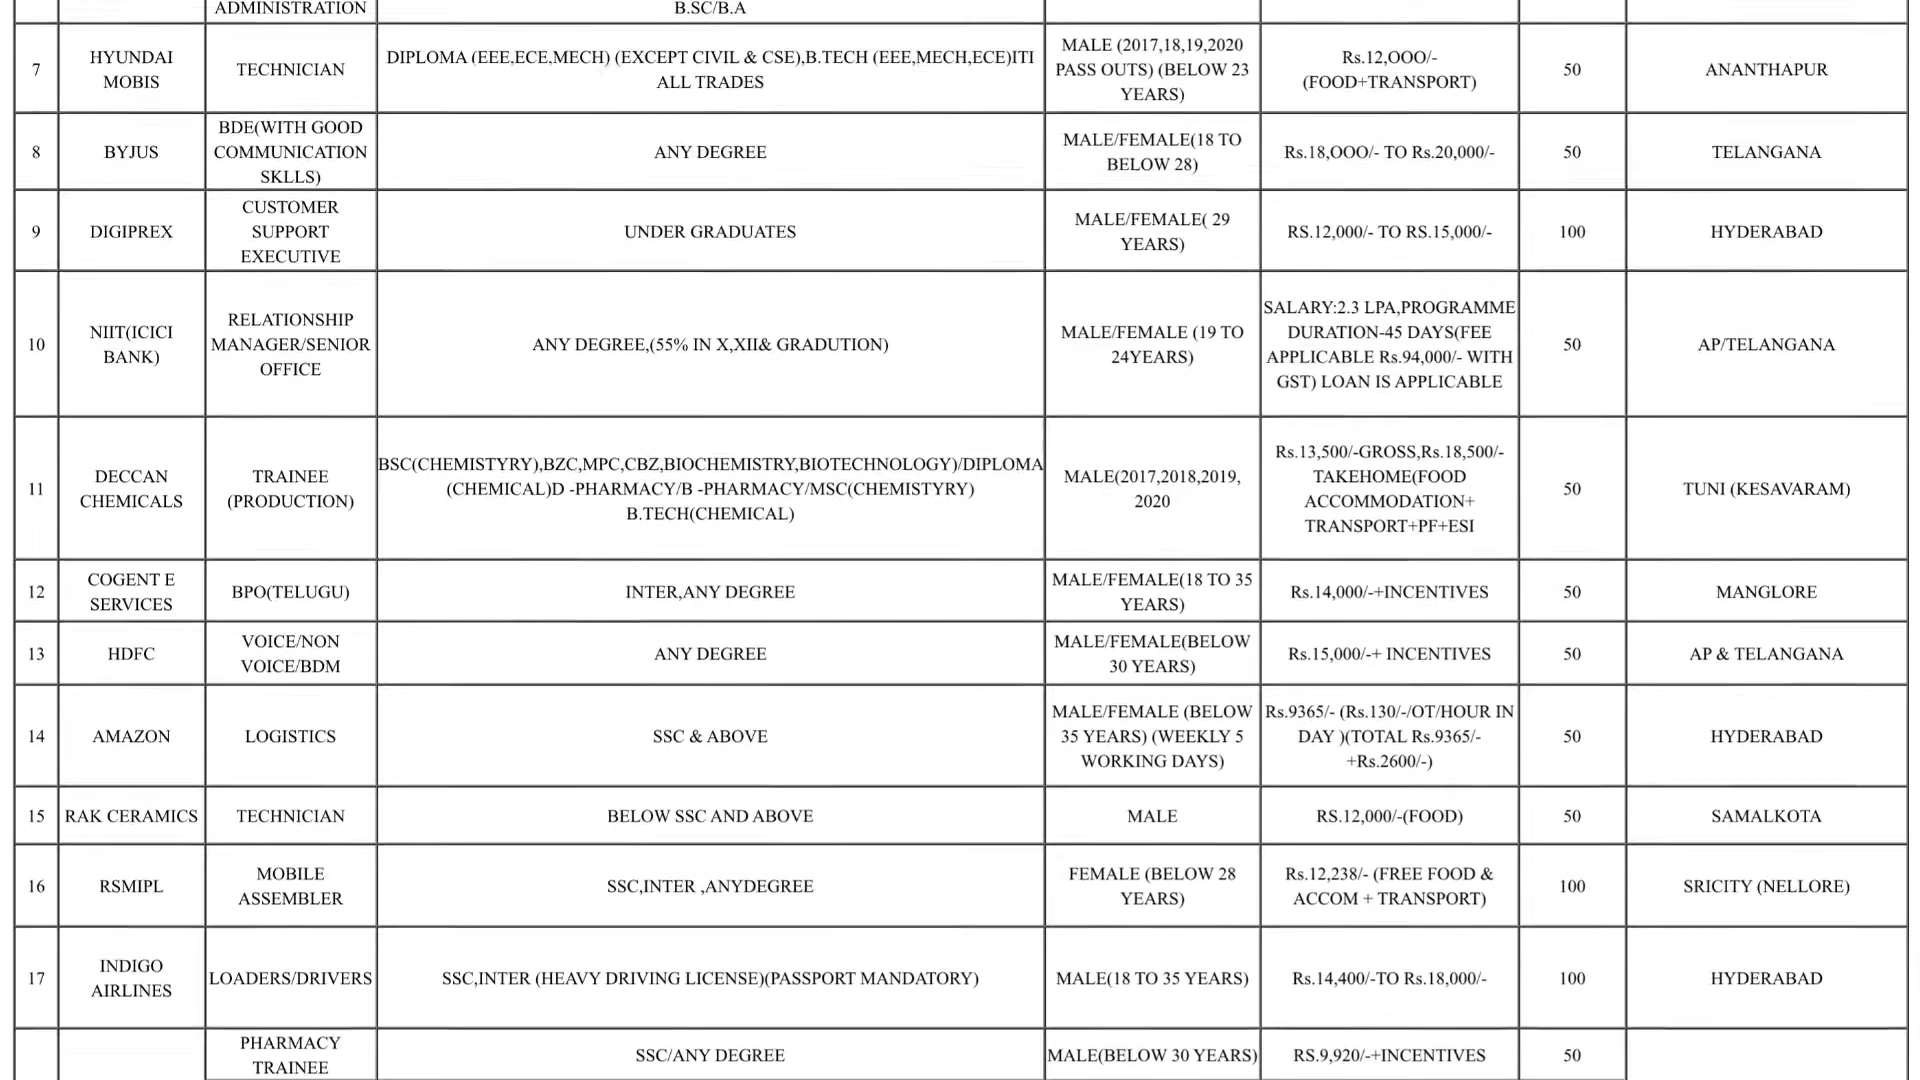 ADMINISTRATION B.SC/B.A
7 HYUNDAI MOBIS TECHNICIAN DIPLOMA (EEE,ECE,MECH) (EXCEPT CIVIL & CSE),B.TECH (EEE,MECH,ECE)ITI ALL TRADES MALE (2017,18,19,2020 PASS OUTS) (BELOW 23 YEARS) Rs.12,OOO/- (FOOD+TRANSPORT) 50 ANANTHAPUR
8 BYJUS BDE(WITH GOOD COMMUNICATION SKLLS) ANY DEGREE MALE/FEMALE(18 TO BELOW 28) Rs.18,OOO/- TO Rs.20,000/- 50 TELANGANA
9 DIGIPREX CUSTOMER SUPPORT EXECUTIVE UNDER GRADUATES MALE/FEMALE( 29 YEARS) RS.12,000/- TO RS.15,000/- 100 HYDERABAD
10 NIIT(ICICI BANK) RELATIONSHIP MANAGER/SENIOR OFFICE ANY DEGREE,(55% IN X,XII& GRADUTION) MALE/FEMALE (19 TO 24YEARS) SALARY:2.3 LPA,PROGRAMME DURATION-45 DAYS(FEE APPLICABLE Rs.94,000/- WITH GST) LOAN IS APPLICABLE 50 AP/TELANGANA
11 DECCAN CHEMICALS TRAINEE (PRODUCTION) BSC(CHEMISTYRY),BZC,MPC,CBZ,BIOCHEMISTRY,BIOTECHNOLOGY)/DIPLOMA (CHEMICAL)D -PHARMACY/B -PHARMACY/MSC(CHEMISTYRY) B.TECH(CHEMICAL) MALE(2017,2018,2019, 2020 Rs.13,500/-GROSS,Rs.18,500/- TAKEHOME(FOOD ACCOMMODATION+ TRANSPORT+PF+ESI 50 TUNI (KESAVARAM)
12 COGENT E SERVICES BPO(TELUGU) INTER,ANY DEGREE MALE/FEMALE(18 TO 35 YEARS) Rs.14,000/-+INCENTIVES 50 MANGLORE
13 HDFC VOICE/NON VOICE/BDM ANY DEGREE MALE/FEMALE(BELOW 30 YEARS) Rs.15,000/-+ INCENTIVES 50 AP & TELANGANA
14 AMAZON LOGISTICS SSC & ABOVE MALE/FEMALE (BELOW 35 YEARS) (WEEKLY 5 WORKING DAYS) Rs.9365/- (Rs.130/-/OT/HOUR IN DAY )(TOTAL Rs.9365/- +Rs.2600/-) 50 HYDERABAD
15 RAK CERAMICS TECHNICIAN BELOW SSC AND ABOVE MALE RS.12,000/-(FOOD) 50 SAMALKOTA
16 RSMIPL MOBILE ASSEMBLER SSC,INTER ,ANYDEGREE FEMALE (BELOW 28 YEARS) Rs.12,238/- (FREE FOOD & ACCOM + TRANSPORT) 100 SRICITY (NELLORE)
17 INDIGO AIRLINES LOADERS/DRIVERS SSC,INTER (HEAVY DRIVING LICENSE)(PASSPORT MANDATORY) MALE(18 TO 35 YEARS) Rs.14,400/-TO Rs.18,000/- 100 HYDERABAD
PHARMACY TRAINEE SSC/ANY DEGREE MALE(BELOW 30 YEARS) RS.9,920/-+INCENTIVES 50